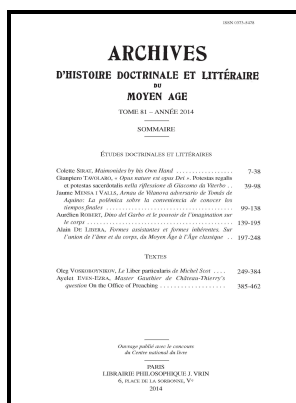 ISSN 0373-5478
ARCHIVES
D'HISTOIRE DOCTRINALE ET LITTÉRAIRE
DU
MOYEN AGE
TOME 81 – ANNÉE 2014
SOMMAIRE
ÉTUDES DOCTRINALES ET LITTÉRAIRES
Colette SIRAT, Maimonides by his Own Hand .................... 7-38
Gianpiero TAVOLARO, « Opus naturæ est opus Dei ». Potestas regalis
et potestas sacerdotalis nella riflessione di Giacomo da Viterbo .. 39-98
Jaume MENSA I VALLS, Arnau de Vilanova adversario de Tomás de
Aquino: La polémica sobre la conveniencia de conocer los
tiempos finales .................... 99-138
Aurélien ROBERT, Dino del Garbo et le pouvoir de l'imagination sur
le corps .................... 139-195
Alain DE LIBERA, Formes assistantes et formes inhérentes. Sur
l'union de l'âme et du corps, du Moyen Âge à l'Âge classique .. 197-248
TEXTES
Oleg VOSKOBOYNIKOV, Le Liber particularis de Michel Scot .... 249-384
Ayelet EVEN-EZRA, Master Gauthier de Château-Thierry's
question On the Office of Preaching .................... 385-462
Ouvrage publié avec le concours
du Centre national du livre
PARIS
LIBRAIRIE PHILOSOPHIQUE J. VRIN
6, PLACE DE LA SORBONNE, Vᵉ
2014